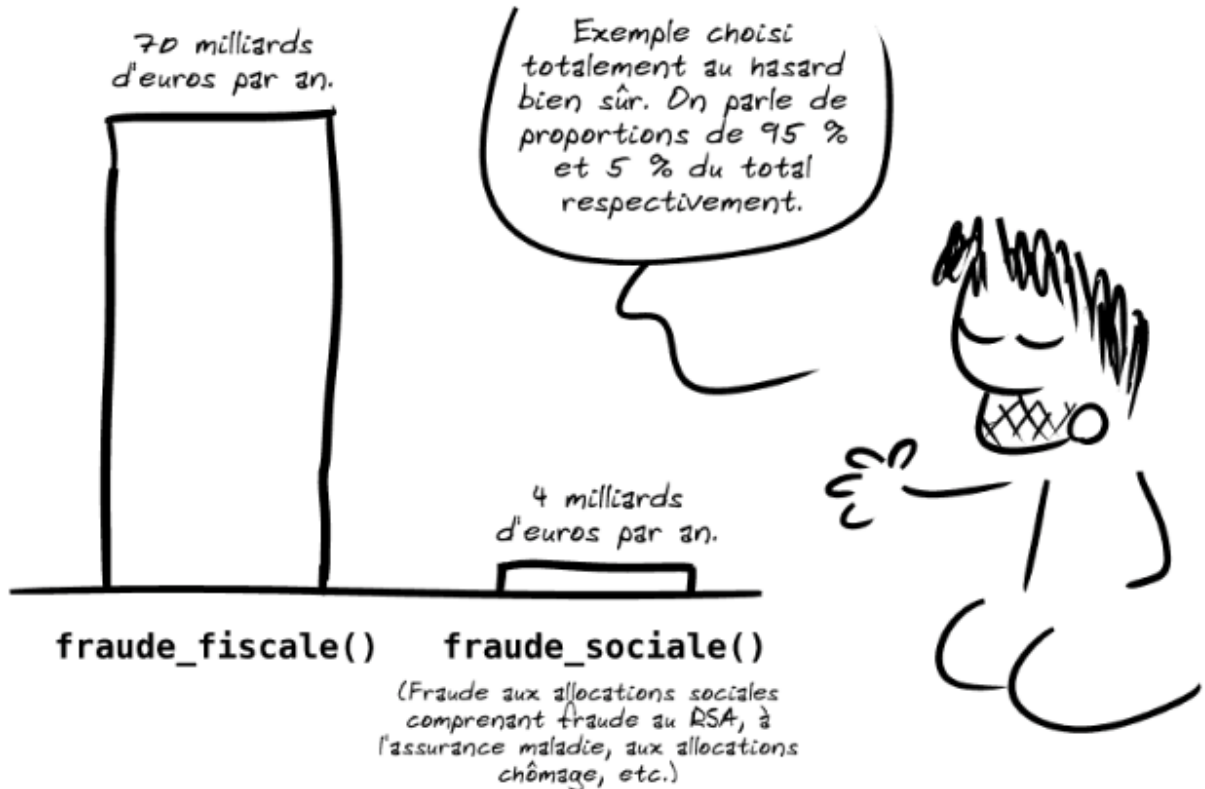 70 milliards
d'euros par an.
Exemple choisi
totalement au hasard
bien sûr. On parle de
proportions de 95 %
et 5 % du total
respectivement.
4 milliards
d'euros par an.
fraude_fiscale()
fraude_sociale()
(Fraude aux allocations sociales
comprenant fraude au RSA, à
l'assurance maladie, aux allocations
chômage, etc.)